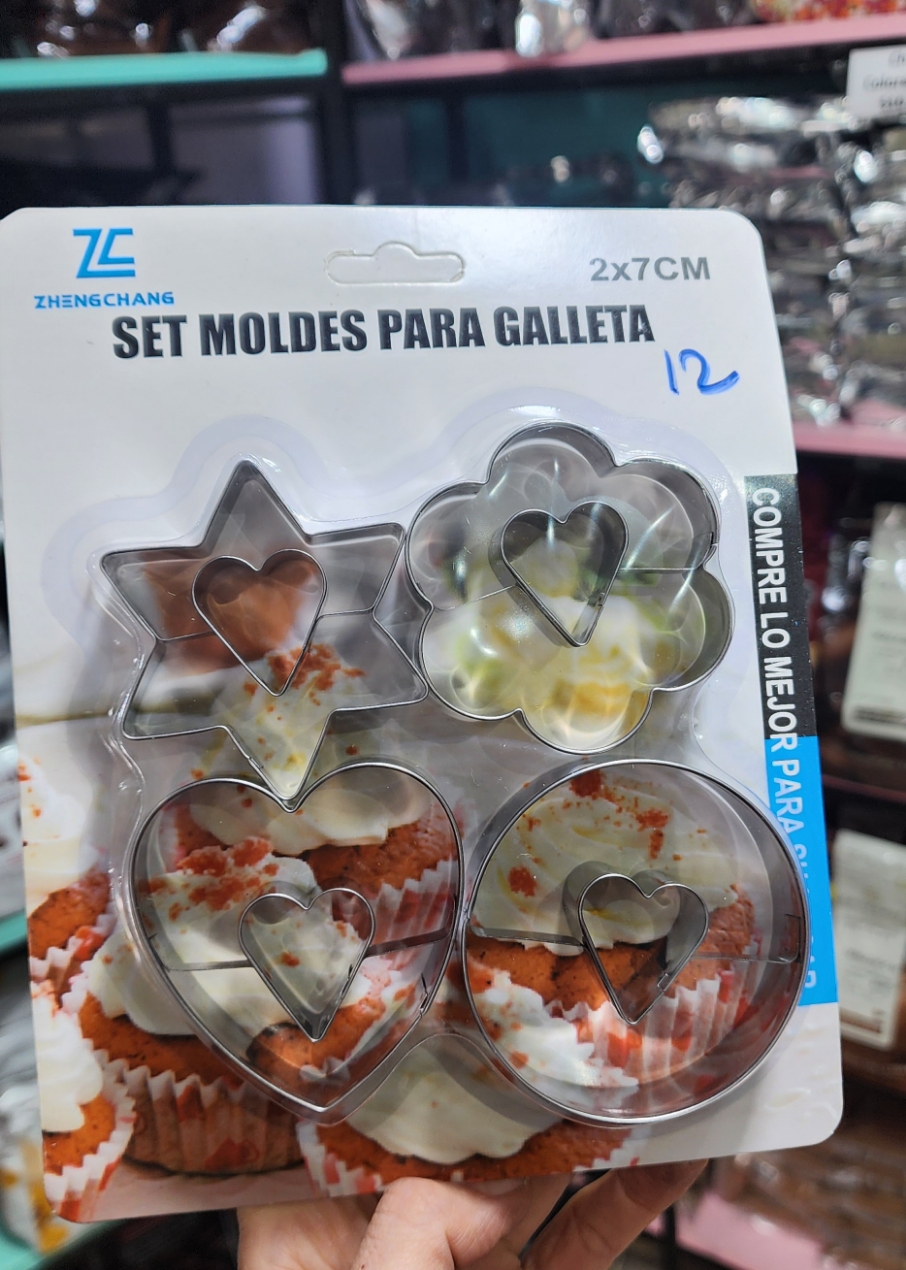 ZC
ZHENGCHANG
2x7CM
SET MOLDES PARA GALLETA
12
COMPRE LO MEJOR PARA